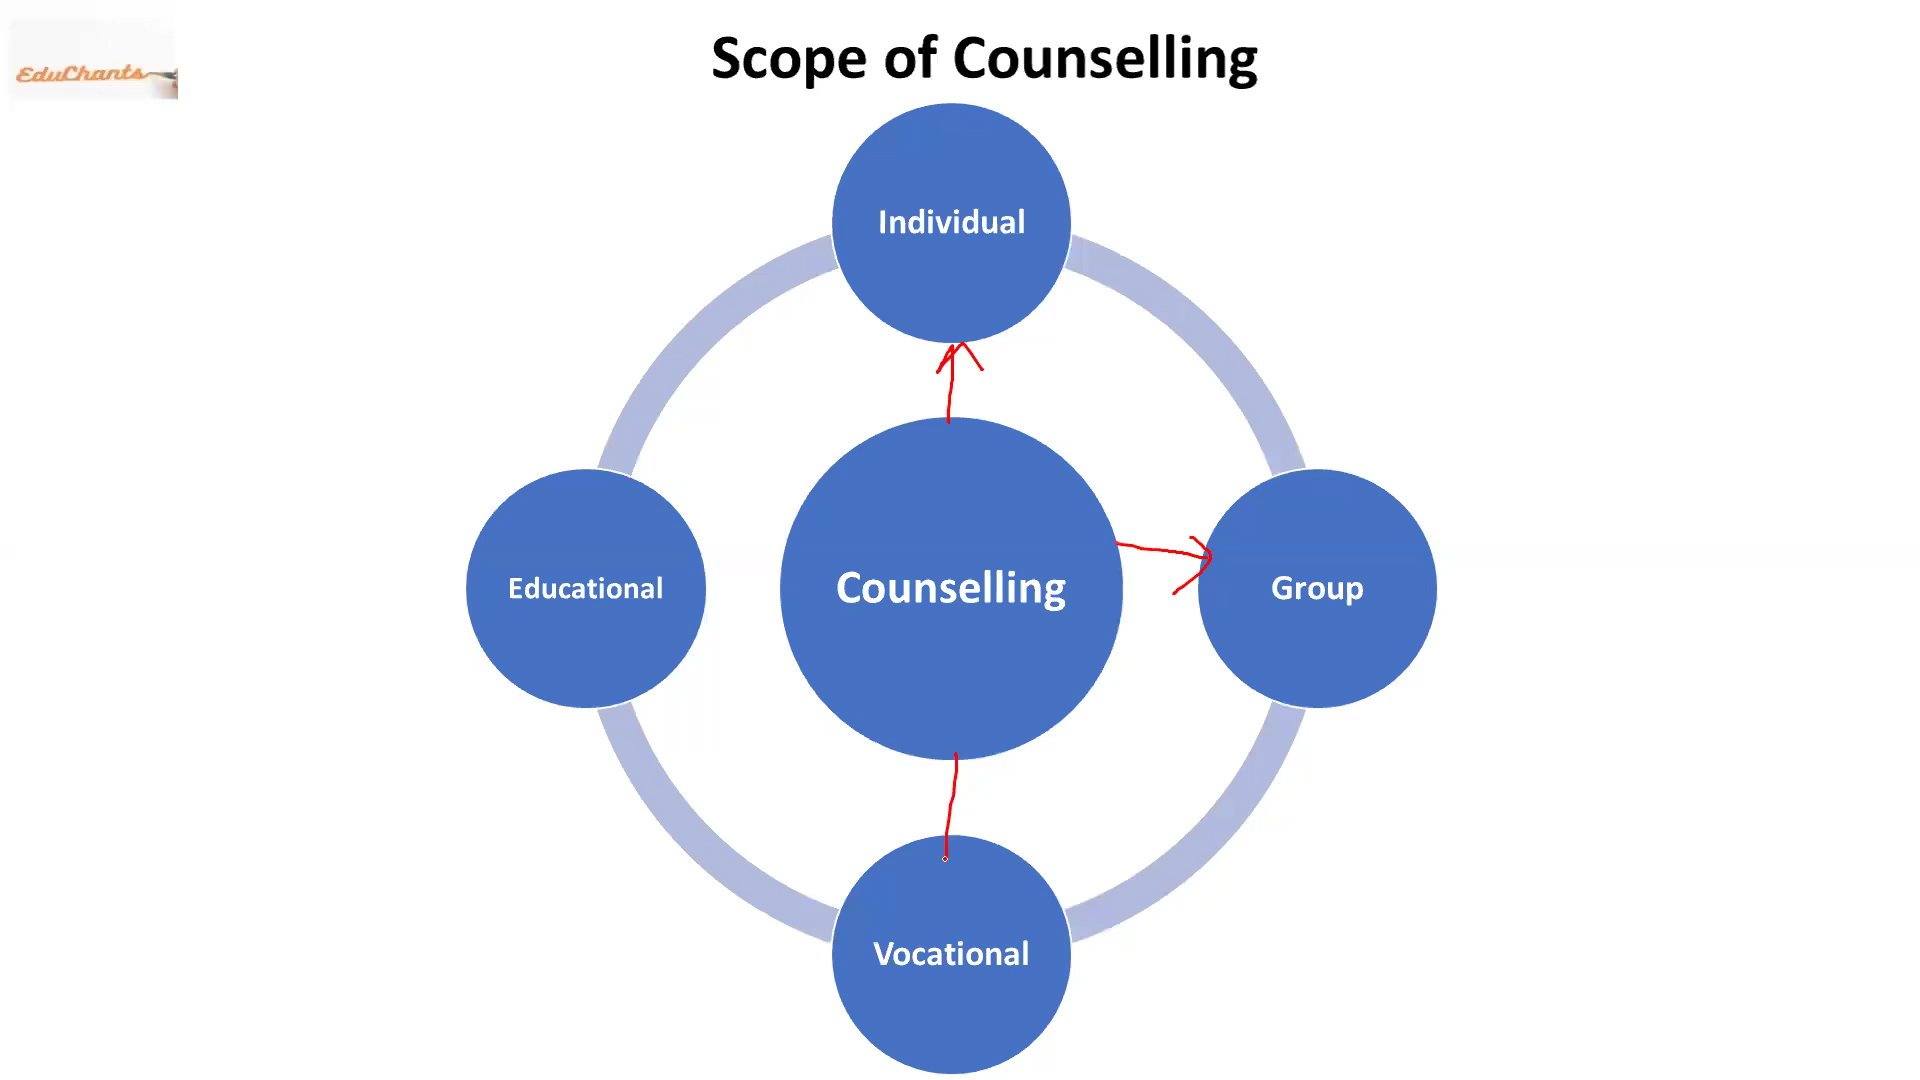 EduChants
Scope of Counselling
Individual
Educational
Counselling
Group
Vocational